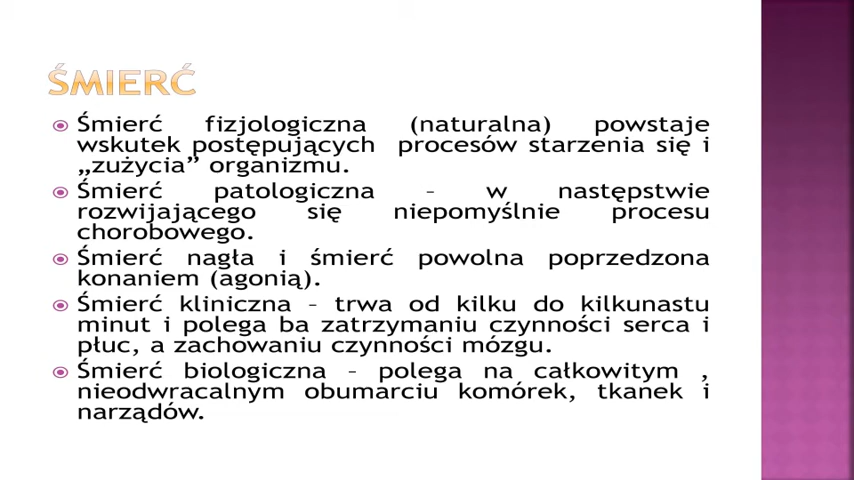 ŚMIERĆ
Śmierć fizjologiczna (naturalna) powstaje
wskutek postępujących procesów starzenia się i
„zużycia” organizmu.
Śmierć patologiczna – w następstwie
rozwijającego się niepomyślnie procesu
chorobowego.
Śmierć nagła i śmierć powolna poprzedzona
konaniem (agonią).
Śmierć kliniczna – trwa od kilku do kilkunastu
minut i polega ba zatrzymaniu czynności serca i
płuc, a zachowaniu czynności mózgu.
Śmierć biologiczna – polega na całkowitym ,
nieodwracalnym obumarciu komórek, tkanek i
narządów.